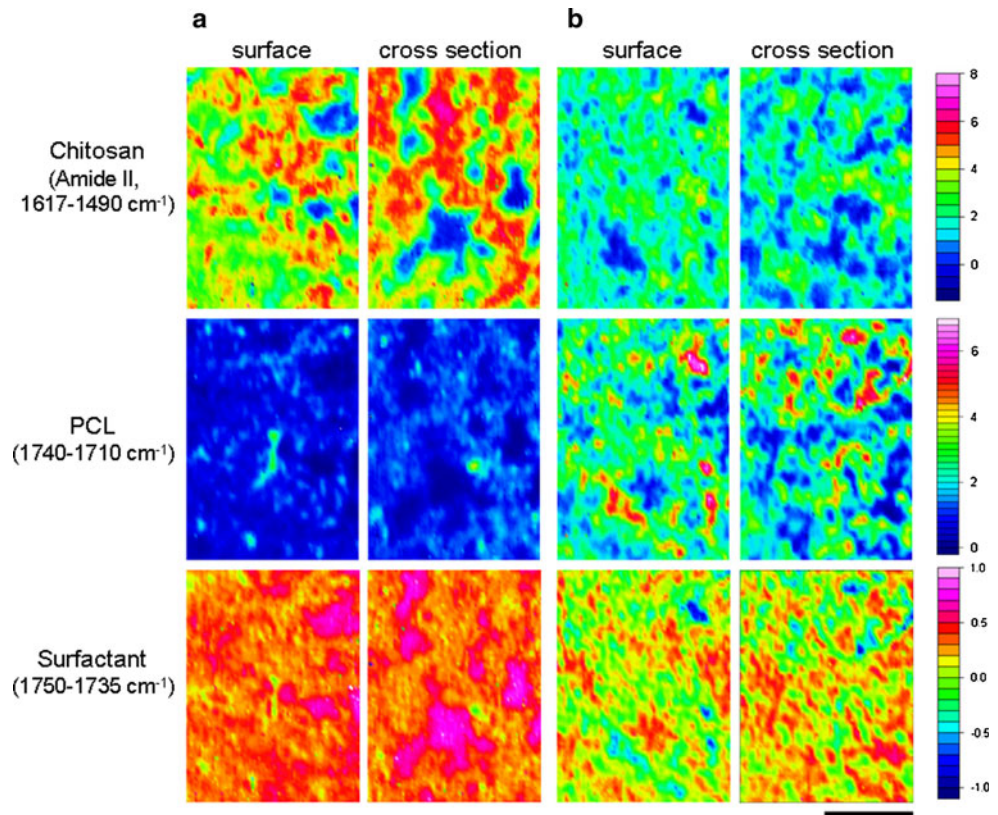 a
b
surface
cross section
surface
cross section
Chitosan
(Amide II,
1617-1490 cm⁻¹)
8
6
4
2
0
PCL
(1740-1710 cm⁻¹)
6
4
2
0
Surfactant
(1750-1735 cm⁻¹)
1.0
0.5
0.0
-0.5
-1.0